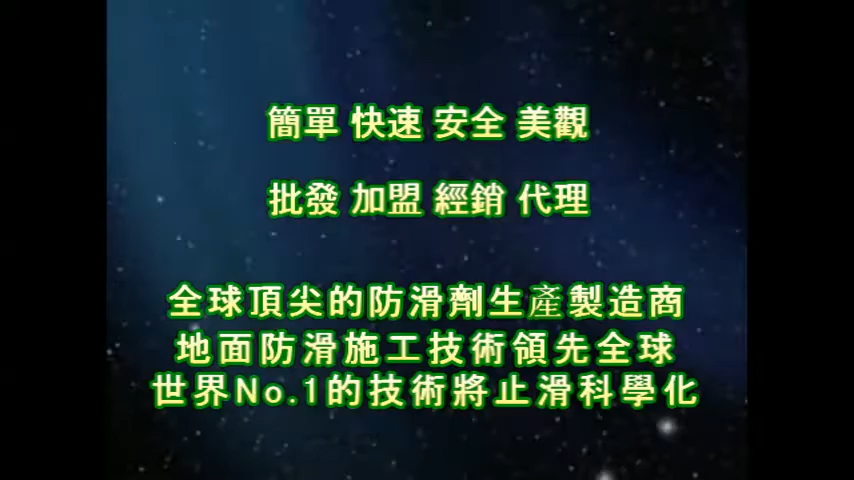 簡單 快速 安全 美觀
批發 加盟 經銷 代理
全球頂尖的防滑劑生產製造商
地面防滑施工技術領先全球
世界No.1的技術將止滑科學化